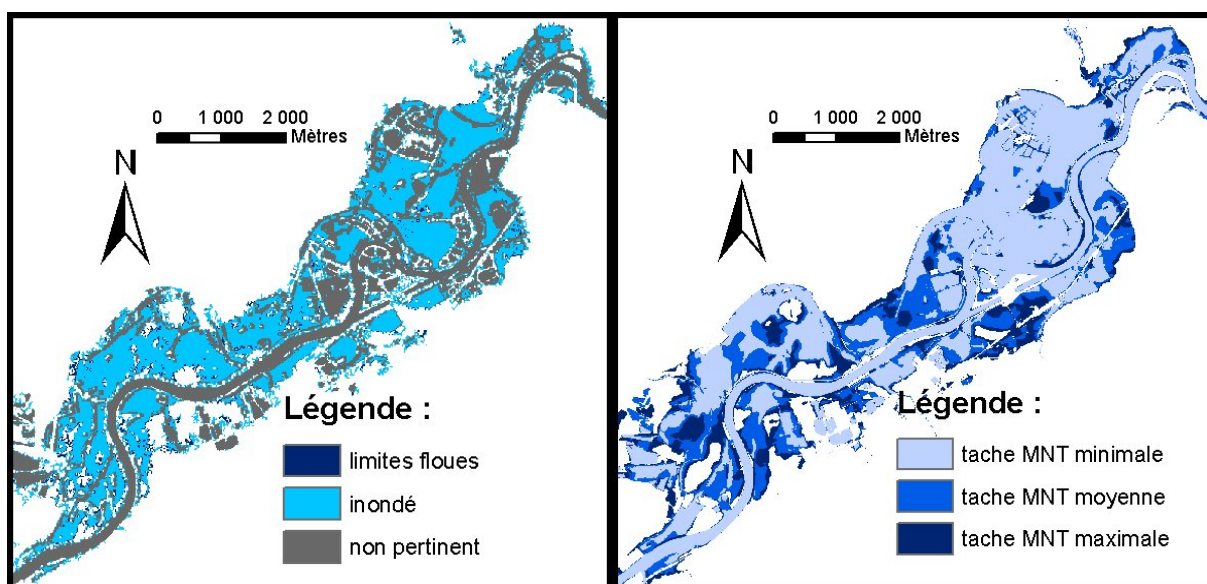 0 1 000 2 000
Mètres
N
Légende :
limites floues
inondé
non pertinent
0 1 000 2 000
Mètres
N
Légende :
tache MNT minimale
tache MNT moyenne
tache MNT maximale